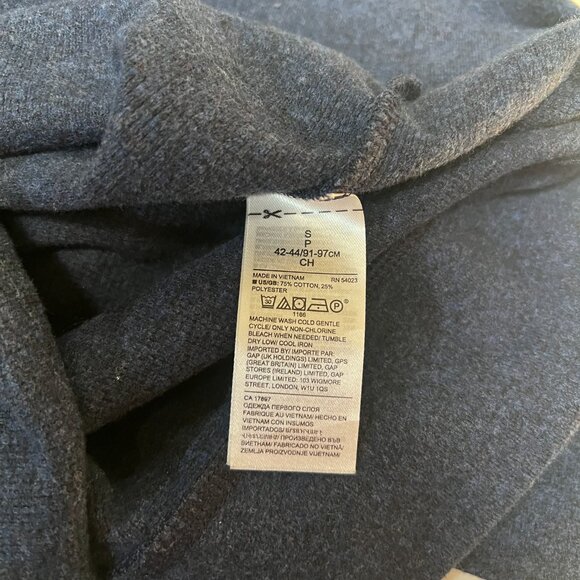 S
P
42-44/91-97CM
CH
MADE IN VIETNAM RN 54023
US/GB: 75% COTTON, 25%
POLYESTER
30 P
1186
MACHINE WASH COLD GENTLE
CYCLE/ ONLY NON-CHLORINE
BLEACH WHEN NEEDED/ TUMBLE
DRY LOW/ COOL IRON
IMPORTED BY/ IMPORTE PAR:
GAP (UK HOLDINGS) LIMITED, GPS
(GREAT BRITAIN) LIMITED, GAP
STORES (IRELAND) LIMITED, GAP
EUROPE LIMITED: 103 WIGMORE
STREET, LONDON, W1U 1QS
CA 17897
ОДЕЖДА ПЕРВОГО СЛОЯ
FABRIQUE AU VIETNAM/ HECHO EN
VIETNAM CON INSUMOS
IMPORTADOS/
ПРОИЗВЕДЕНО ВЪВ
ВИЕТНАМ/ FABRICADO NO VIETNÃ/
ZEMLJA PROIZVODNJE VIJETNAM/